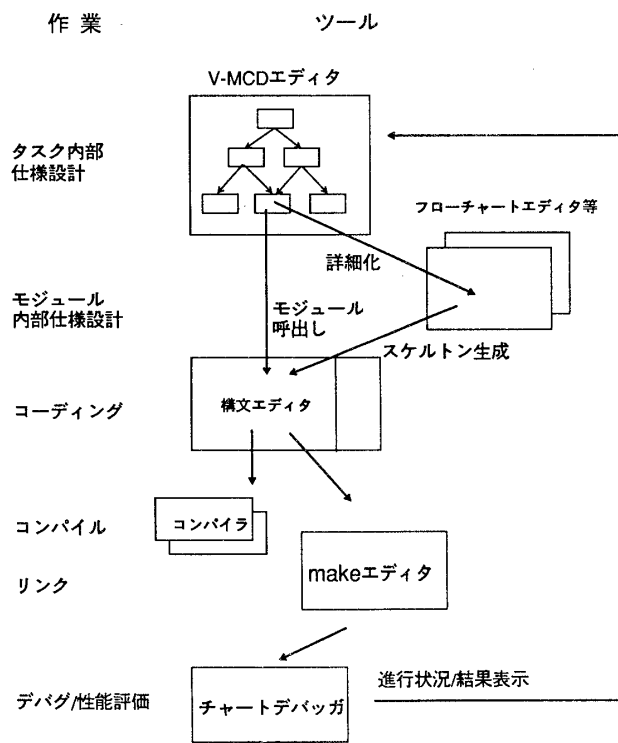 作業 ツール
V-MCDエディタ
タスク内部
仕様設計
フローチャートエディタ等
詳細化
モジュール
内部仕様設計
モジュール
呼出し
スケルトン生成
コーディング
構文エディタ
コンパイル
コンパイラ
リンク
makeエディタ
デバグ/性能評価
チャートデバッガ
進行状況/結果表示